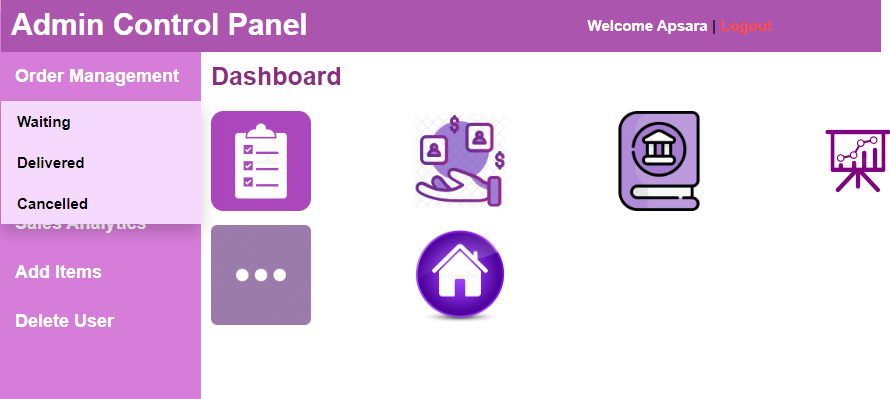 Admin Control Panel
Welcome Apsara | Logout
Order Management
Dashboard
Waiting
Delivered
Cancelled
Sales Analytics
Add Items
Delete User